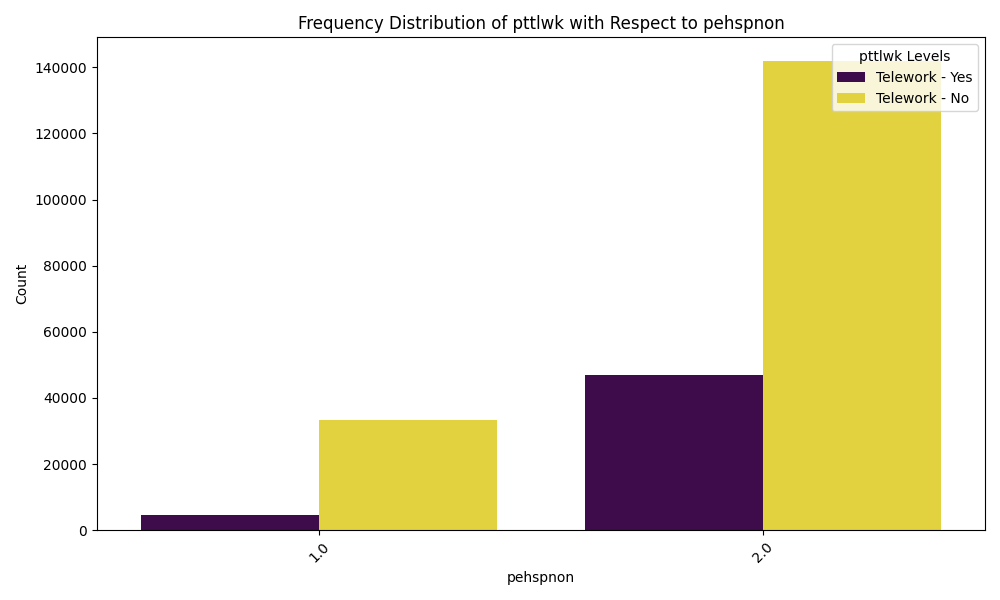 Frequency Distribution of pttlwk with Respect to pehspnon
pttlwk Levels
Telework - Yes
Telework - No
Count
140000
120000
100000
80000
60000
40000
20000
0
1.0
2.0
pehspnon